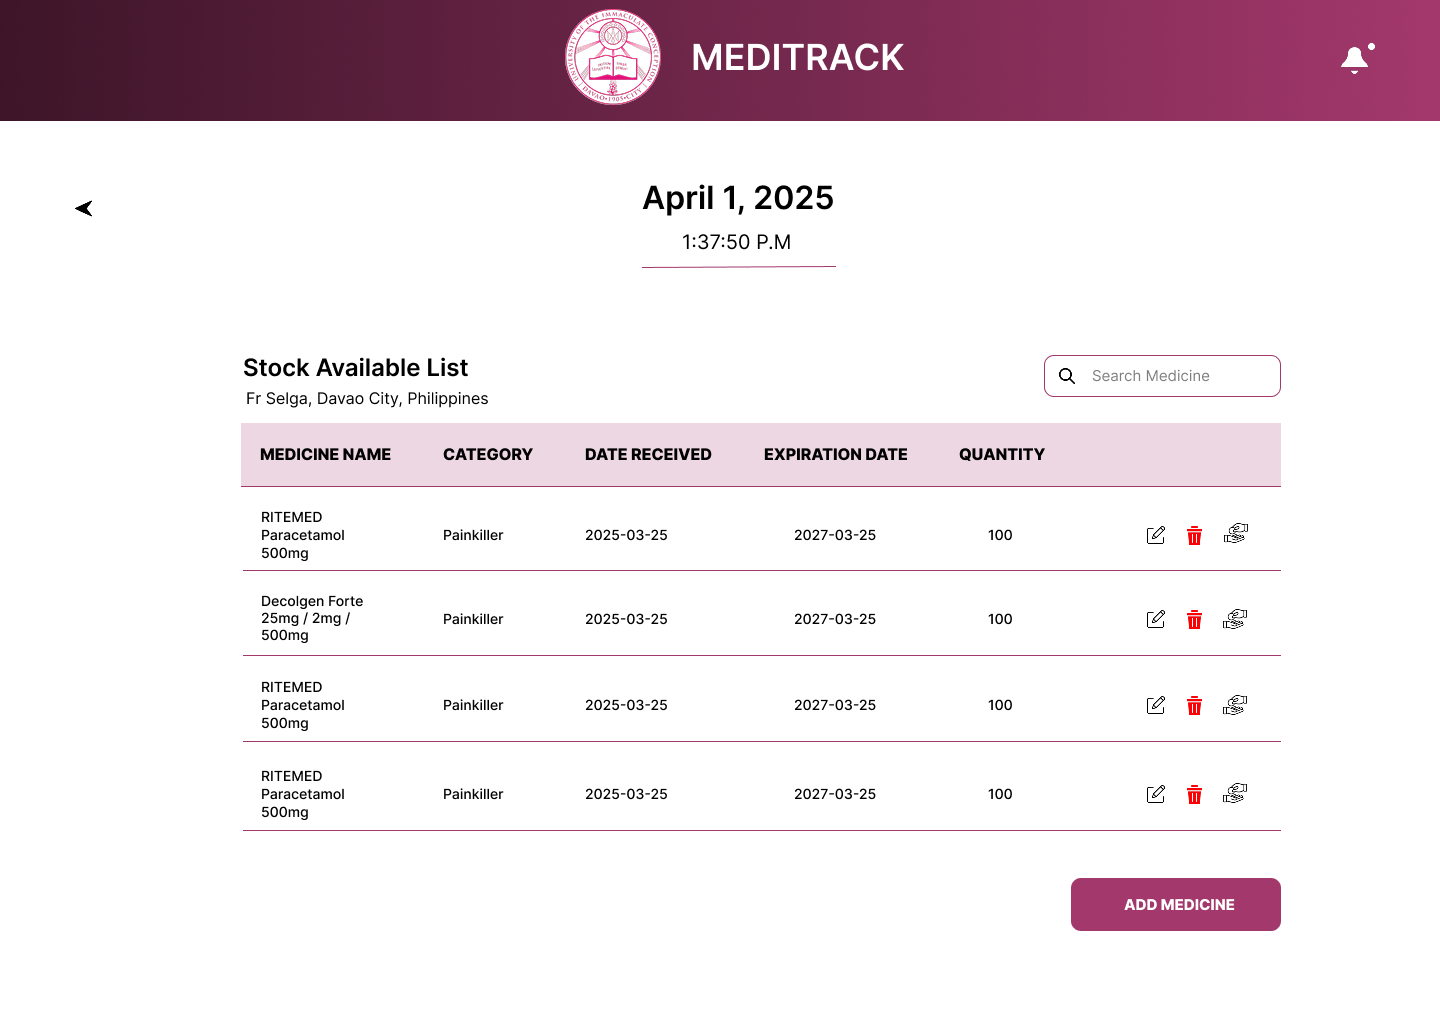 UNIVERSITY OF THE IMMACULATE CONCEPTION
DAVAO • 1905 • CITY
MEDITRACK
April 1, 2025
1:37:50 P.M
Stock Available List
Fr Selga, Davao City, Philippines
Search Medicine
MEDICINE NAME CATEGORY DATE RECEIVED EXPIRATION DATE QUANTITY
RITEMED
Paracetamol
500mg
Painkiller 2025-03-25 2027-03-25 100
Decolgen Forte
25mg / 2mg /
500mg
Painkiller 2025-03-25 2027-03-25 100
RITEMED
Paracetamol
500mg
Painkiller 2025-03-25 2027-03-25 100
RITEMED
Paracetamol
500mg
Painkiller 2025-03-25 2027-03-25 100
ADD MEDICINE